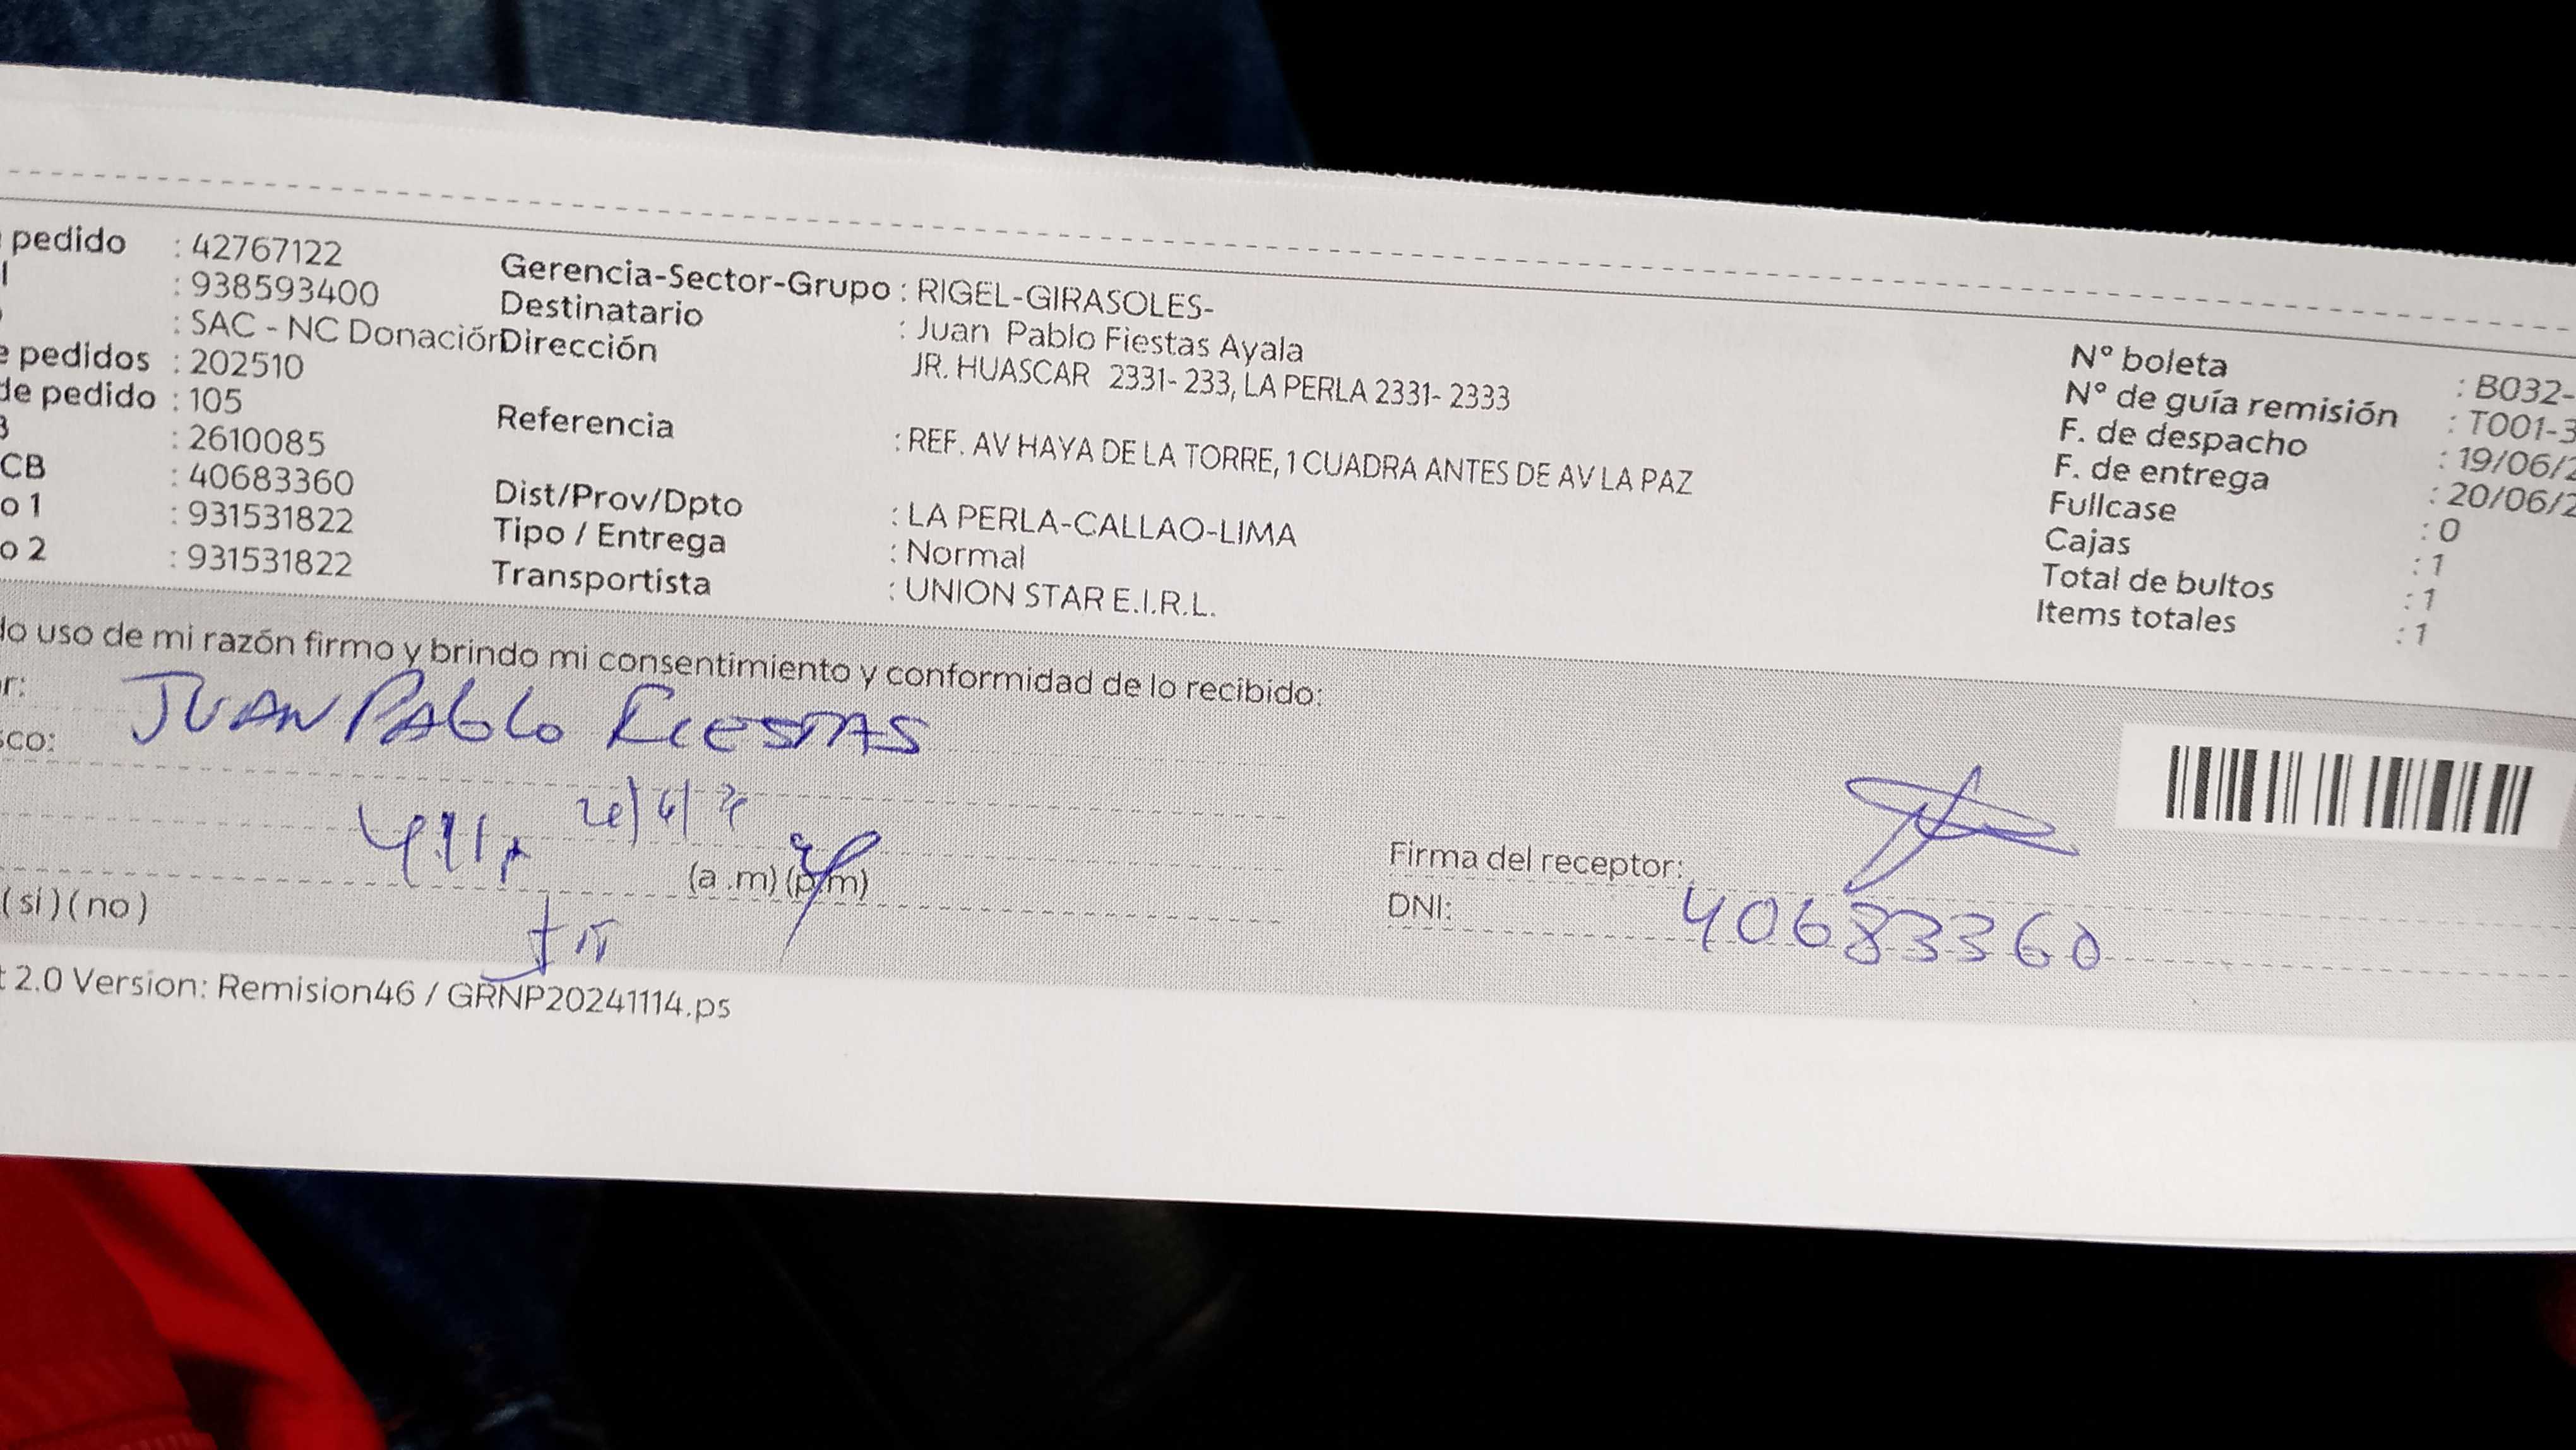 pedido : 42767122
: 938593400
: SAC - NC Donación
pedidos : 202510
de pedido : 105
: 2610085
CB : 40683360
o 1 : 931531822
o 2 : 931531822
Gerencia-Sector-Grupo : RIGEL-GIRASOLES-
Destinatario : Juan Pablo Fiestas Ayala
Dirección JR. HUASCAR 2331- 233, LA PERLA 2331- 2333
Referencia : REF. AV HAYA DE LA TORRE, 1 CUADRA ANTES DE AV LA PAZ
Dist/Prov/Dpto : LA PERLA-CALLAO-LIMA
Tipo / Entrega : Normal
Transportista : UNION STAR E.I.R.L.
N° boleta : B032-
N° de guía remisión : T001-3
F. de despacho : 19/06/2
F. de entrega : 20/06/2
Fullcase : 0
Cajas : 1
Total de bultos : 1
Items totales : 1
do uso de mi razón firmo y brindo mi consentimiento y conformidad de lo recibido:
r: JUAN PABLO FIESTAS
sco:
(a .m) (p.m)
(si) (no)
Firma del receptor:
DNI: 40683360
t 2.0 Version: Remision46 / GRNP20241114.ps